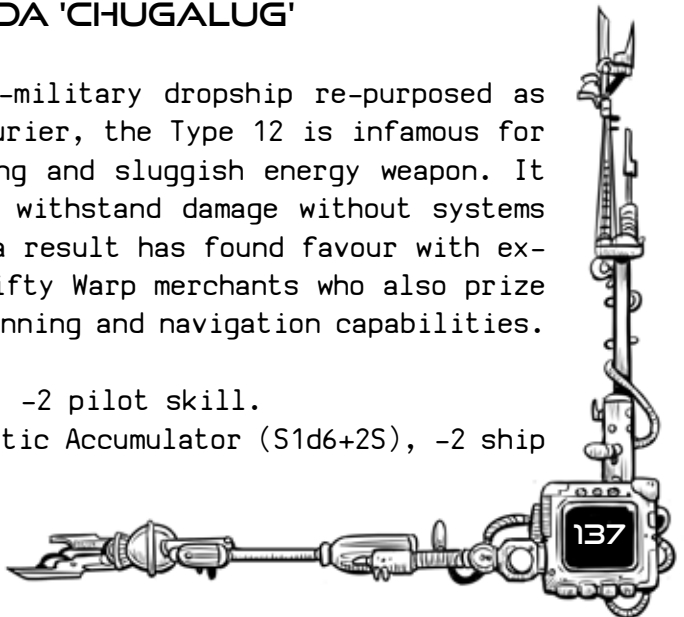 DA 'CHUGALUG'
-military dropship re-purposed as
urier, the Type 12 is infamous for
ng and sluggish energy weapon. It
withstand damage without systems
a result has found favour with ex-
ifty Warp merchants who also prize
nning and navigation capabilities.
-2 pilot skill.
tic Accumulator (S1d6+2S), -2 ship
137